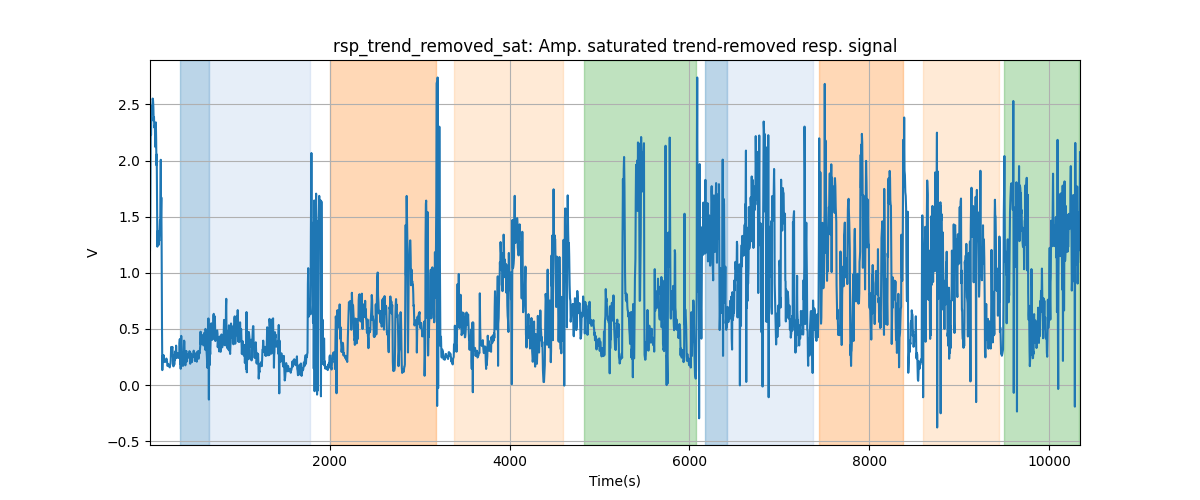 rsp_trend_removed_sat: Amp. saturated trend-removed resp. signal
2.5
2.0
1.5
1.0
0.5
0.0
−0.5
V
2000 4000 6000 8000 10000
Time(s)